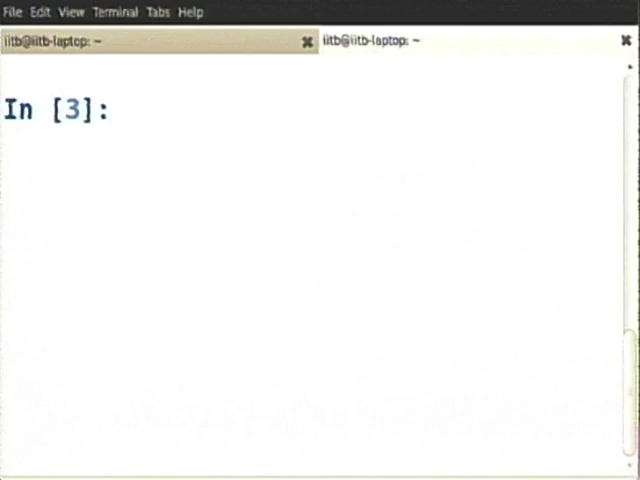 File Edit View Terminal Tabs Help
iitb@iitb-laptop: ~ iitb@iitb-laptop: ~
In [3]: